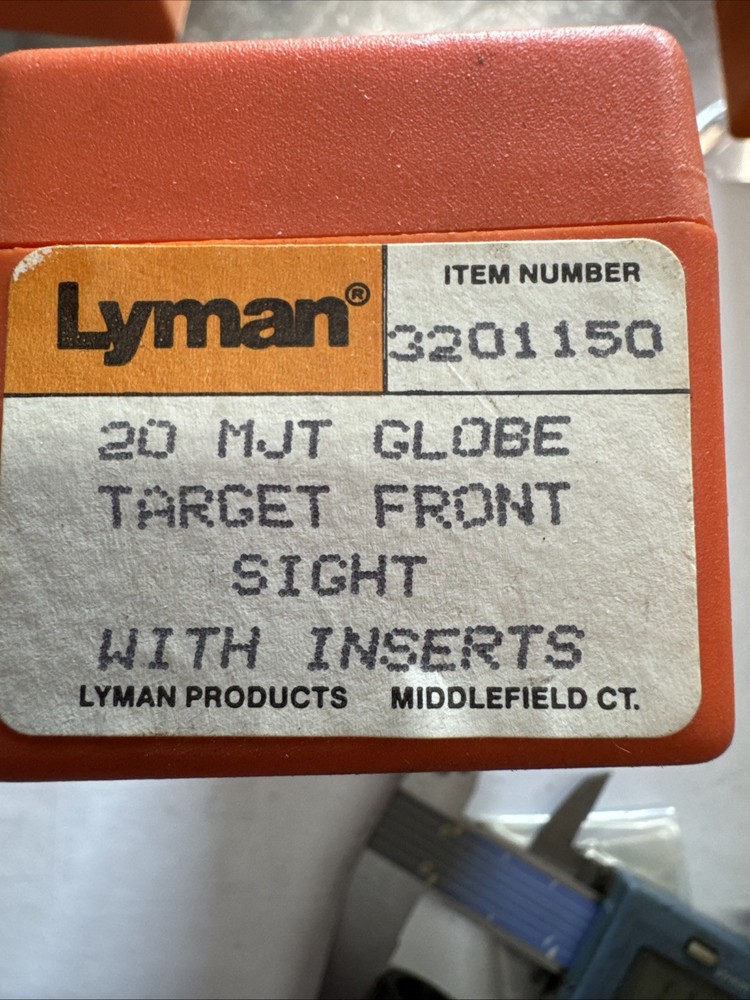 Lyman®
ITEM NUMBER
3201150
20 MJT GLOBE
TARGET FRONT
SIGHT
WITH INSERTS
LYMAN PRODUCTS MIDDLEFIELD CT.